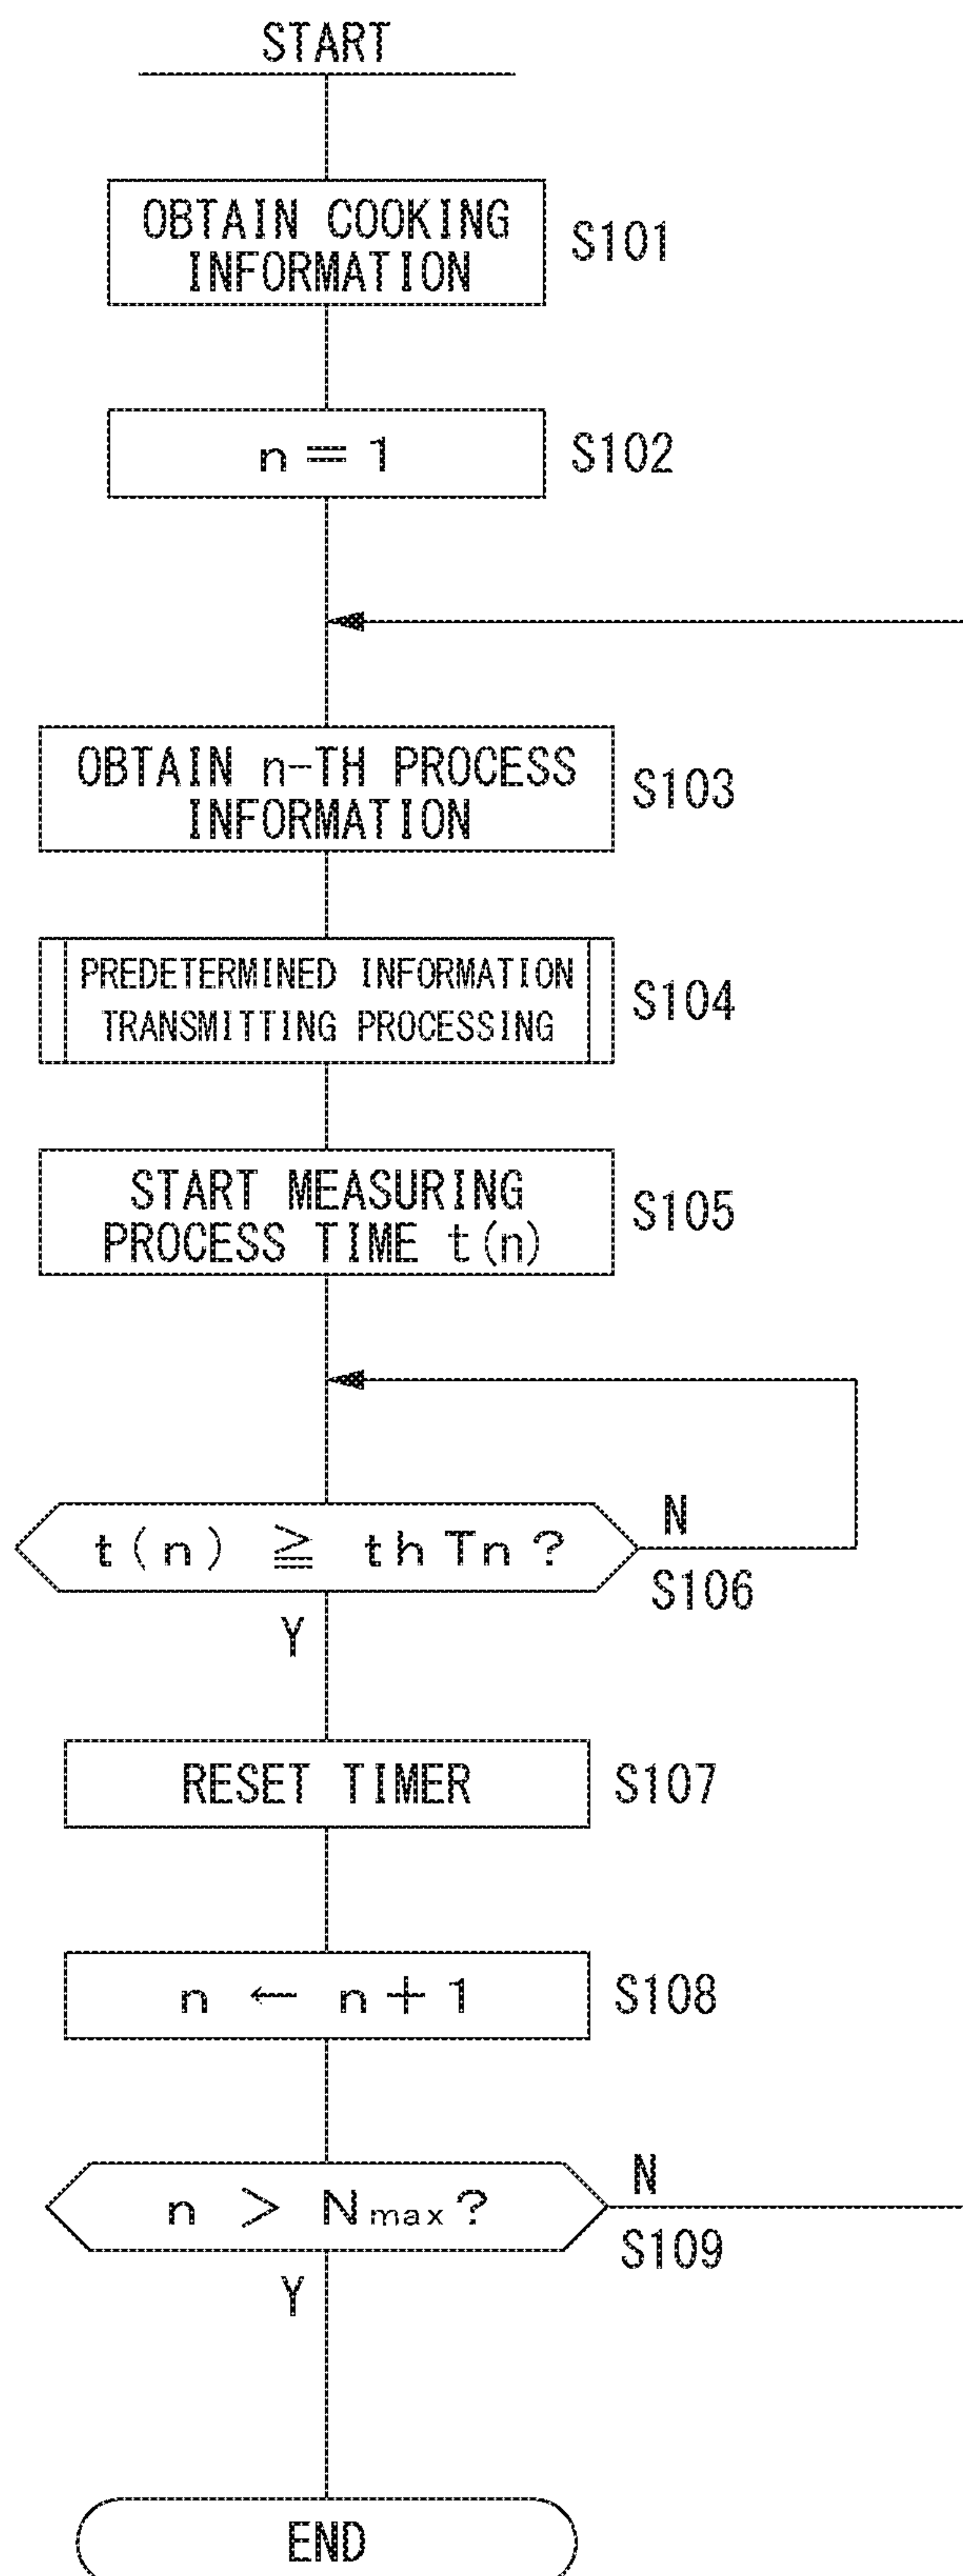 START
OBTAIN COOKING
INFORMATION
S101
n = 1
S102
OBTAIN n-TH PROCESS
INFORMATION
S103
PREDETERMINED INFORMATION
TRANSMITTING PROCESSING
S104
START MEASURING
PROCESS TIME t(n)
S105
t(n) ≧ thTn?
N
S106
Y
RESET TIMER
S107
n ← n+1
S108
n > Nmax?
N
S109
Y
END